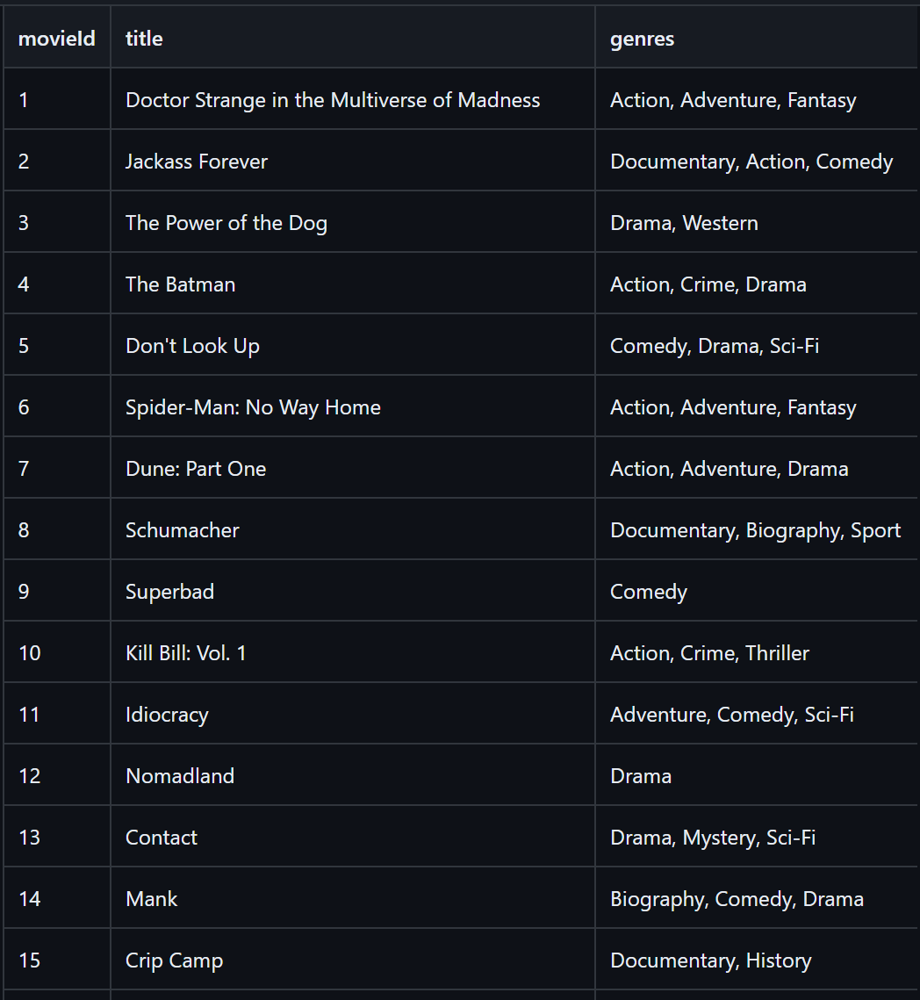 movieId title genres
1 Doctor Strange in the Multiverse of Madness Action, Adventure, Fantasy
2 Jackass Forever Documentary, Action, Comedy
3 The Power of the Dog Drama, Western
4 The Batman Action, Crime, Drama
5 Don't Look Up Comedy, Drama, Sci-Fi
6 Spider-Man: No Way Home Action, Adventure, Fantasy
7 Dune: Part One Action, Adventure, Drama
8 Schumacher Documentary, Biography, Sport
9 Superbad Comedy
10 Kill Bill: Vol. 1 Action, Crime, Thriller
11 Idiocracy Adventure, Comedy, Sci-Fi
12 Nomadland Drama
13 Contact Drama, Mystery, Sci-Fi
14 Mank Biography, Comedy, Drama
15 Crip Camp Documentary, History